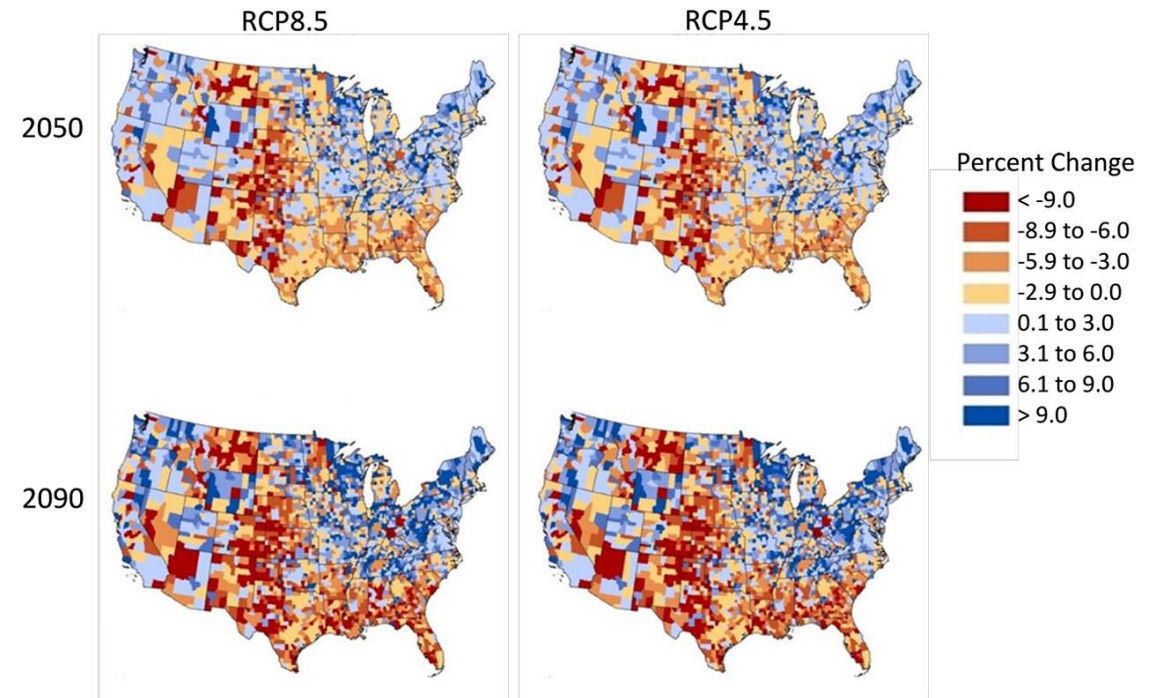 RCP8.5
RCP4.5
2050
2090
Percent Change
< -9.0
-8.9 to -6.0
-5.9 to -3.0
-2.9 to 0.0
0.1 to 3.0
3.1 to 6.0
6.1 to 9.0
> 9.0